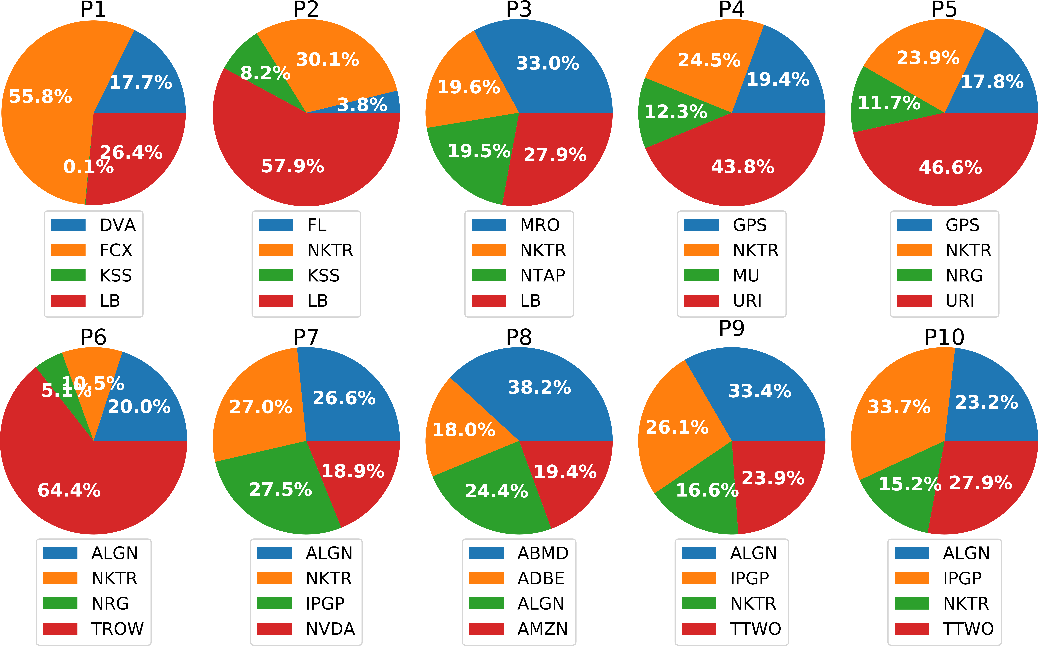 P1
55.8%
17.7%
0.1%
26.4%
DVA
FCX
KSS
LB
P2
30.1%
8.2%
3.8%
57.9%
FL
NKTR
KSS
LB
P3
33.0%
19.6%
19.5%
27.9%
MRO
NKTR
NTAP
LB
P4
24.5%
19.4%
12.3%
43.8%
GPS
NKTR
MU
URI
P5
23.9%
17.8%
11.7%
46.6%
GPS
NKTR
NRG
URI
P6
10.5%
5.1%
20.0%
64.4%
ALGN
NKTR
NRG
TROW
P7
26.6%
27.0%
18.9%
27.5%
ALGN
NKTR
IPGP
NVDA
P8
38.2%
18.0%
19.4%
24.4%
ABMD
ADBE
ALGN
AMZN
P9
33.4%
26.1%
23.9%
16.6%
ALGN
IPGP
NKTR
TTWO
P10
33.7%
23.2%
15.2%
27.9%
ALGN
IPGP
NKTR
TTWO